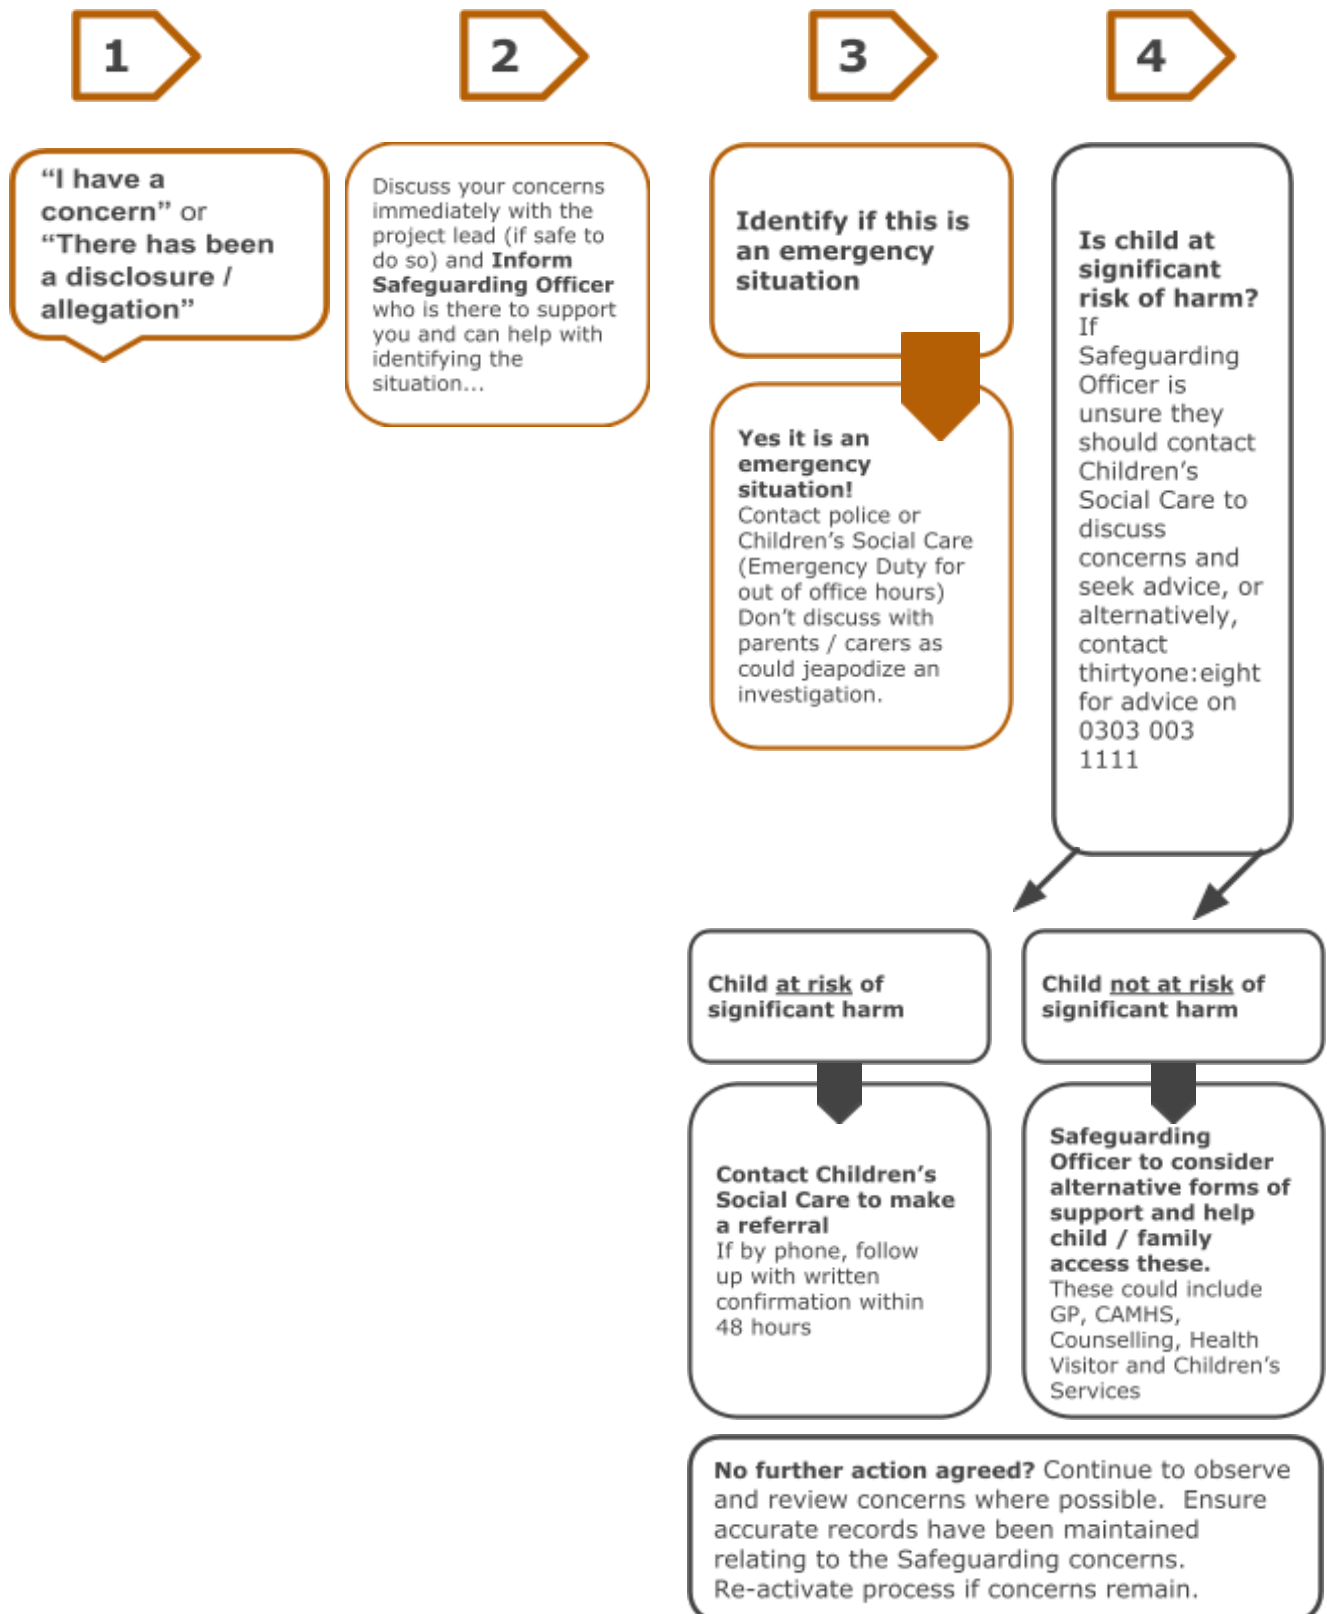 1
2
3
4
“I have a
concern” or
“There has been
a disclosure /
allegation”
Discuss your concerns
immediately with the
project lead (if safe to
do so) and Inform
Safeguarding Officer
who is there to support
you and can help with
identifying the
situation...
Identify if this is
an emergency
situation
Yes it is an
emergency
situation!
Contact police or
Children’s Social Care
(Emergency Duty for
out of office hours)
Don’t discuss with
parents / carers as
could jeapodize an
investigation.
Is child at
significant
risk of harm?
If
Safeguarding
Officer is
unsure they
should contact
Children’s
Social Care to
discuss
concerns and
seek advice, or
alternatively,
contact
thirtyone:eight
for advice on
0303 003
1111
Child at risk of
significant harm
Contact Children’s
Social Care to make
a referral
If by phone, follow
up with written
confirmation within
48 hours
Child not at risk of
significant harm
Safeguarding
Officer to consider
alternative forms of
support and help
child / family
access these.
These could include
GP, CAMHS,
Counselling, Health
Visitor and Children’s
Services
No further action agreed? Continue to observe
and review concerns where possible.  Ensure
accurate records have been maintained
relating to the Safeguarding concerns.
Re-activate process if concerns remain.